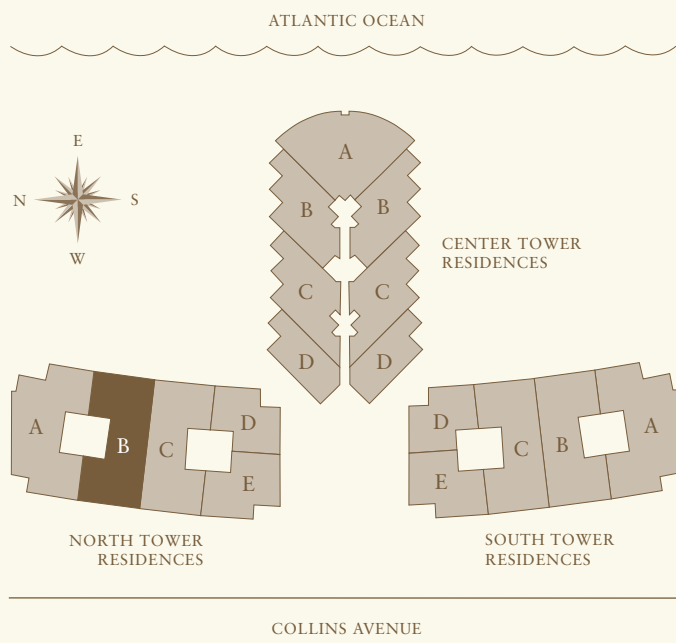 ATLANTIC OCEAN
E
N
S
W
A
B
B
CENTER TOWER
RESIDENCES
C
C
D
D
A
B
C
D
E
D
E
C
B
A
NORTH TOWER
RESIDENCES
SOUTH TOWER
RESIDENCES
COLLINS AVENUE